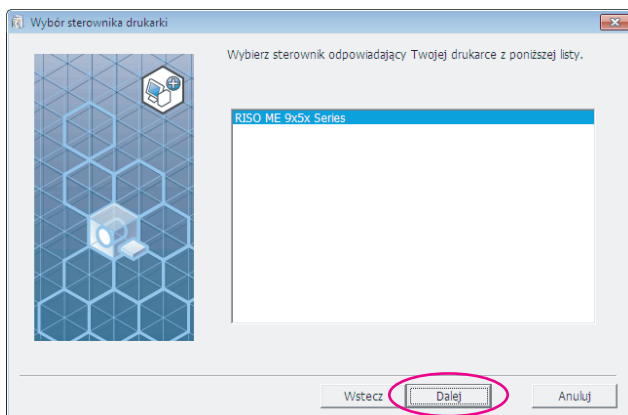 Wybór sterownika drukarki
Wybierz sterownik odpowiadający Twojej drukarce z poniższej listy.
RISO ME 9x5x Series
Wstecz Dalej Anuluj